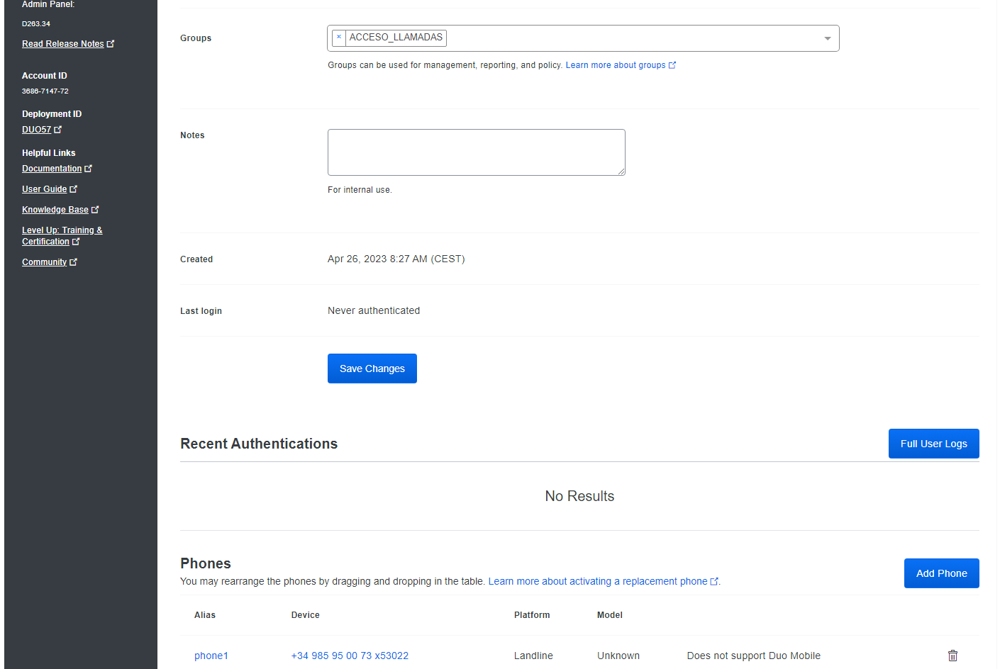 Admin Panel:
D263.34
Read Release Notes
Account ID
3686-7147-72
Deployment ID
DUO57
Helpful Links
Documentation
User Guide
Knowledge Base
Level Up: Training &
Certification
Community
Groups
× ACCESO_LLAMADAS
Groups can be used for management, reporting, and policy. Learn more about groups
Notes
For internal use.
Created
Apr 26, 2023 8:27 AM (CEST)
Last login
Never authenticated
Save Changes
Recent Authentications
Full User Logs
No Results
Phones
You may rearrange the phones by dragging and dropping in the table. Learn more about activating a replacement phone.
Add Phone
Alias Device Platform Model
phone1 +34 985 95 00 73 x53022 Landline Unknown Does not support Duo Mobile